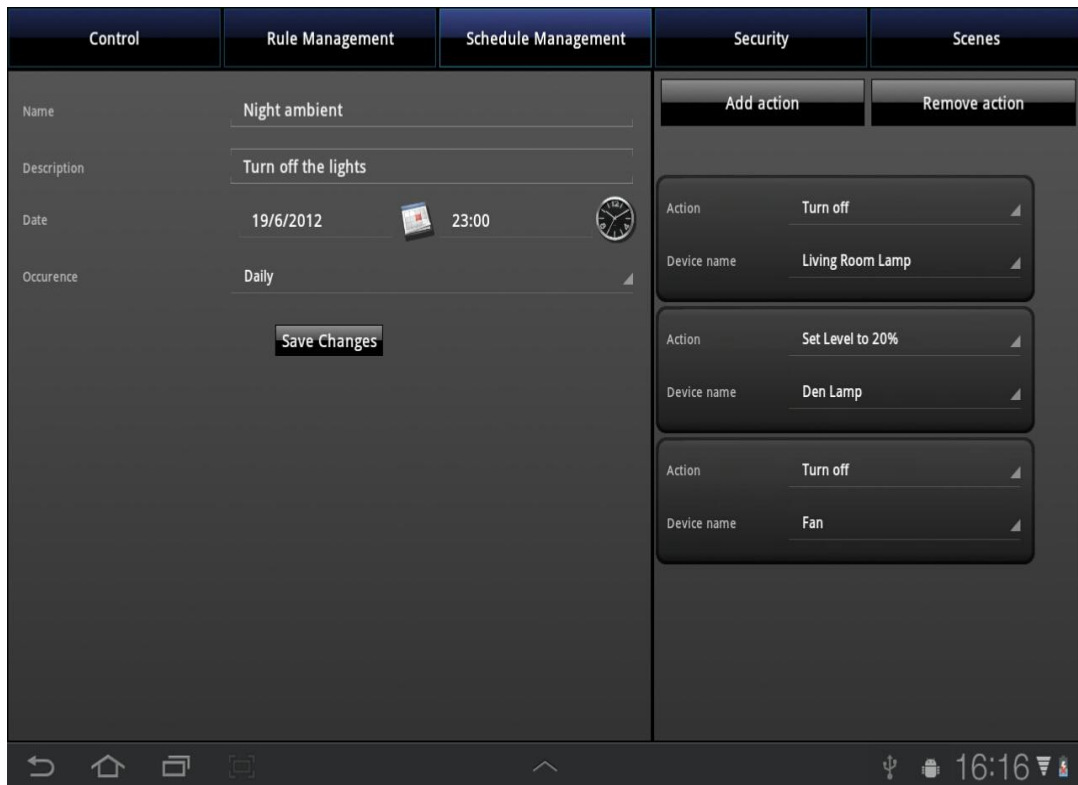 Control
Rule Management
Schedule Management
Security
Scenes
Name
Night ambient
Description
Turn off the lights
Date
19/6/2012
23:00
Occurence
Daily
Save Changes
Add action
Remove action
Action
Turn off
Device name
Living Room Lamp
Action
Set Level to 20%
Device name
Den Lamp
Action
Turn off
Device name
Fan
16:16